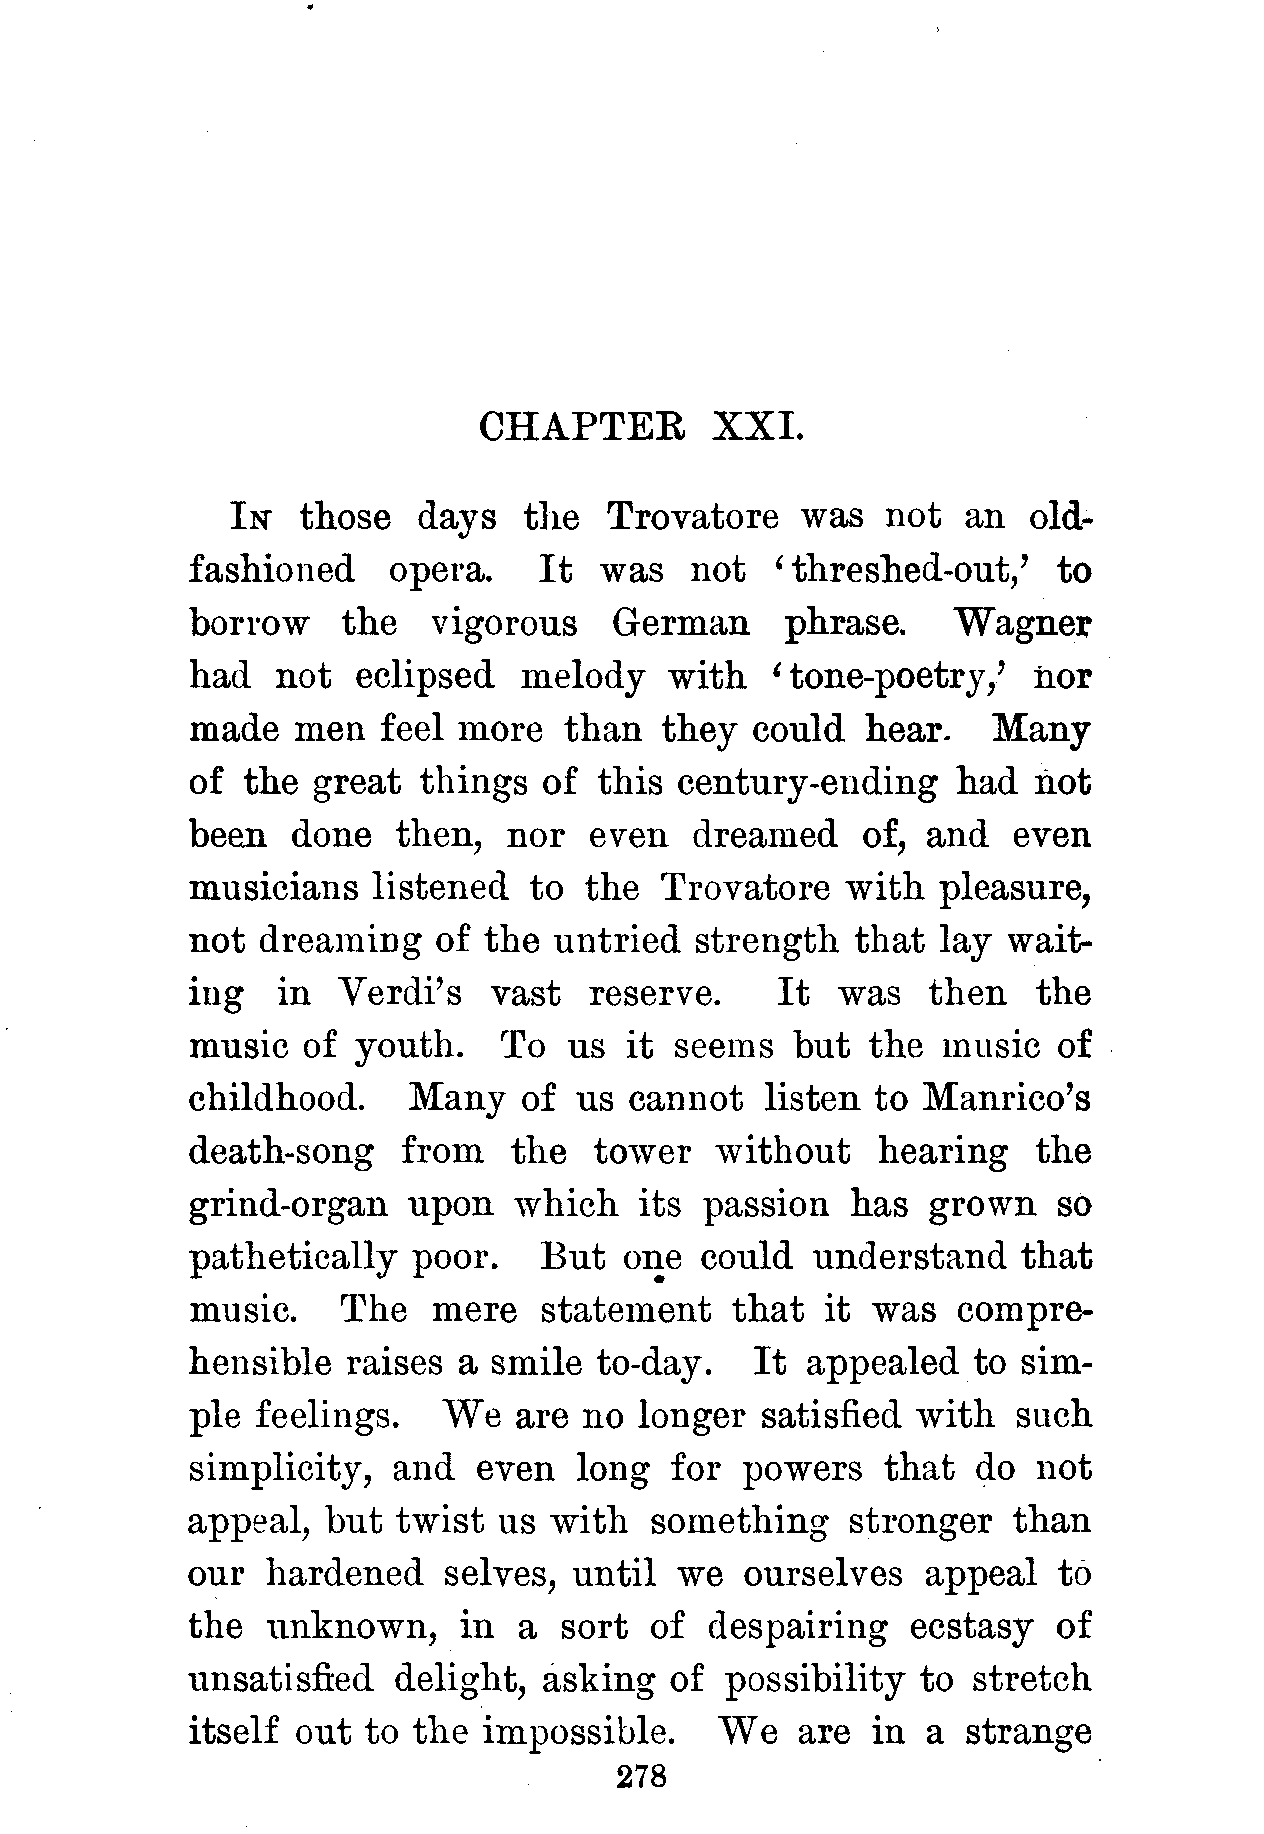 CHAPTER XXI.
In those days the Trovatore was not an old-
fashioned opera. It was not ‘threshed-out,’ to
borrow the vigorous German phrase. Wagner
had not eclipsed melody with ‘tone-poetry,’ nor
made men feel more than they could hear. Many
of the great things of this century-ending had not
been done then, nor even dreamed of, and even
musicians listened to the Trovatore with pleasure,
not dreaming of the untried strength that lay wait-
ing in Verdi’s vast reserve. It was then the
music of youth. To us it seems but the music of
childhood. Many of us cannot listen to Manrico’s
death-song from the tower without hearing the
grind-organ upon which its passion has grown so
pathetically poor. But one could understand that
music. The mere statement that it was compre-
hensible raises a smile to-day. It appealed to sim-
ple feelings. We are no longer satisfied with such
simplicity, and even long for powers that do not
appeal, but twist us with something stronger than
our hardened selves, until we ourselves appeal to
the unknown, in a sort of despairing ecstasy of
unsatisfied delight, asking of possibility to stretch
itself out to the impossible. We are in a strange
278